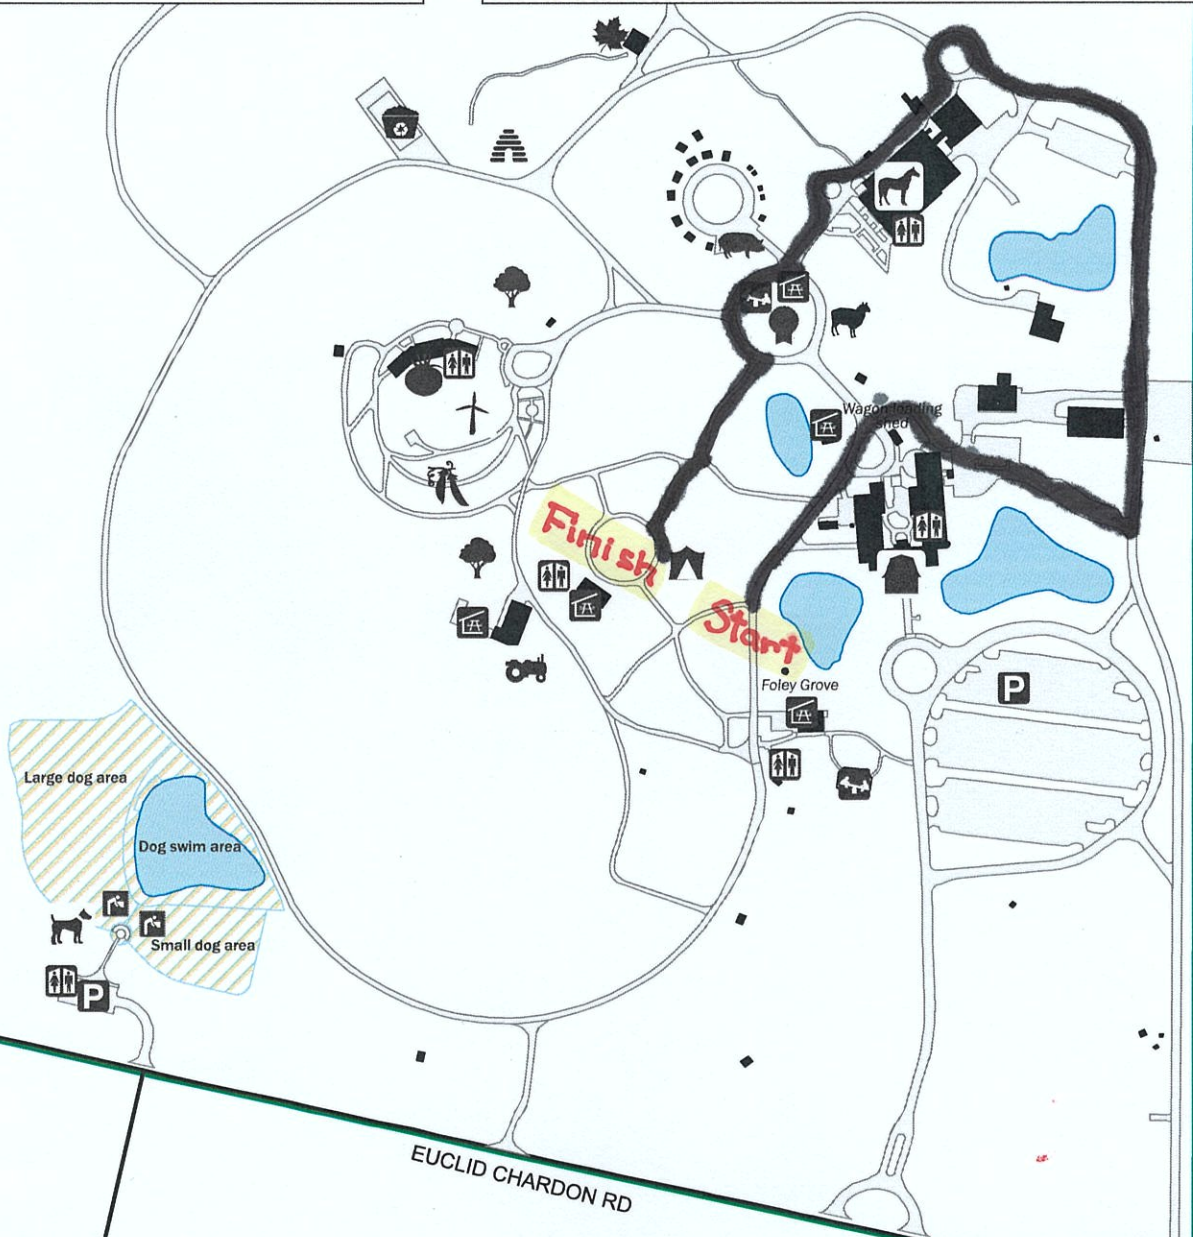 Wagon loading
shed
Finish
Start
Foley Grove
P
Large dog area
Dog swim area
Small dog area
P
EUCLID CHARDON RD